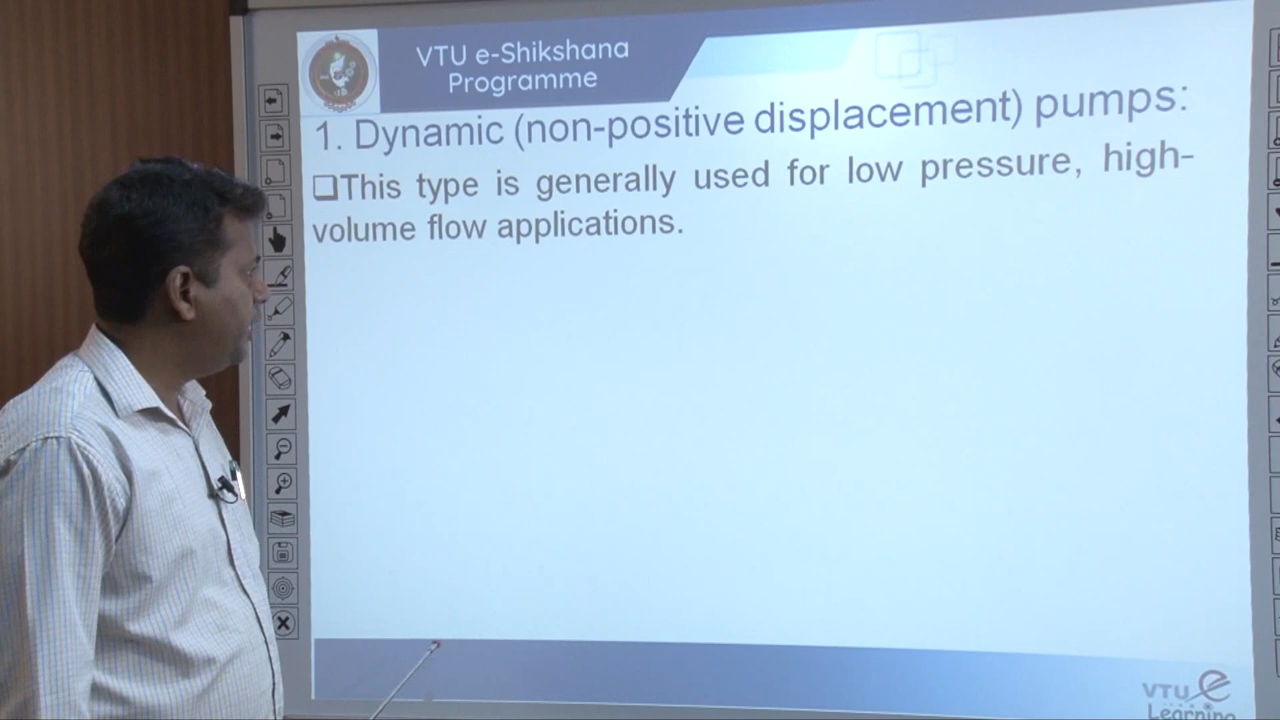 VTU e-Shikshana
Programme
1. Dynamic (non-positive displacement) pumps:
❑This type is generally used for low pressure, high-
volume flow applications.
VTU e
Learning